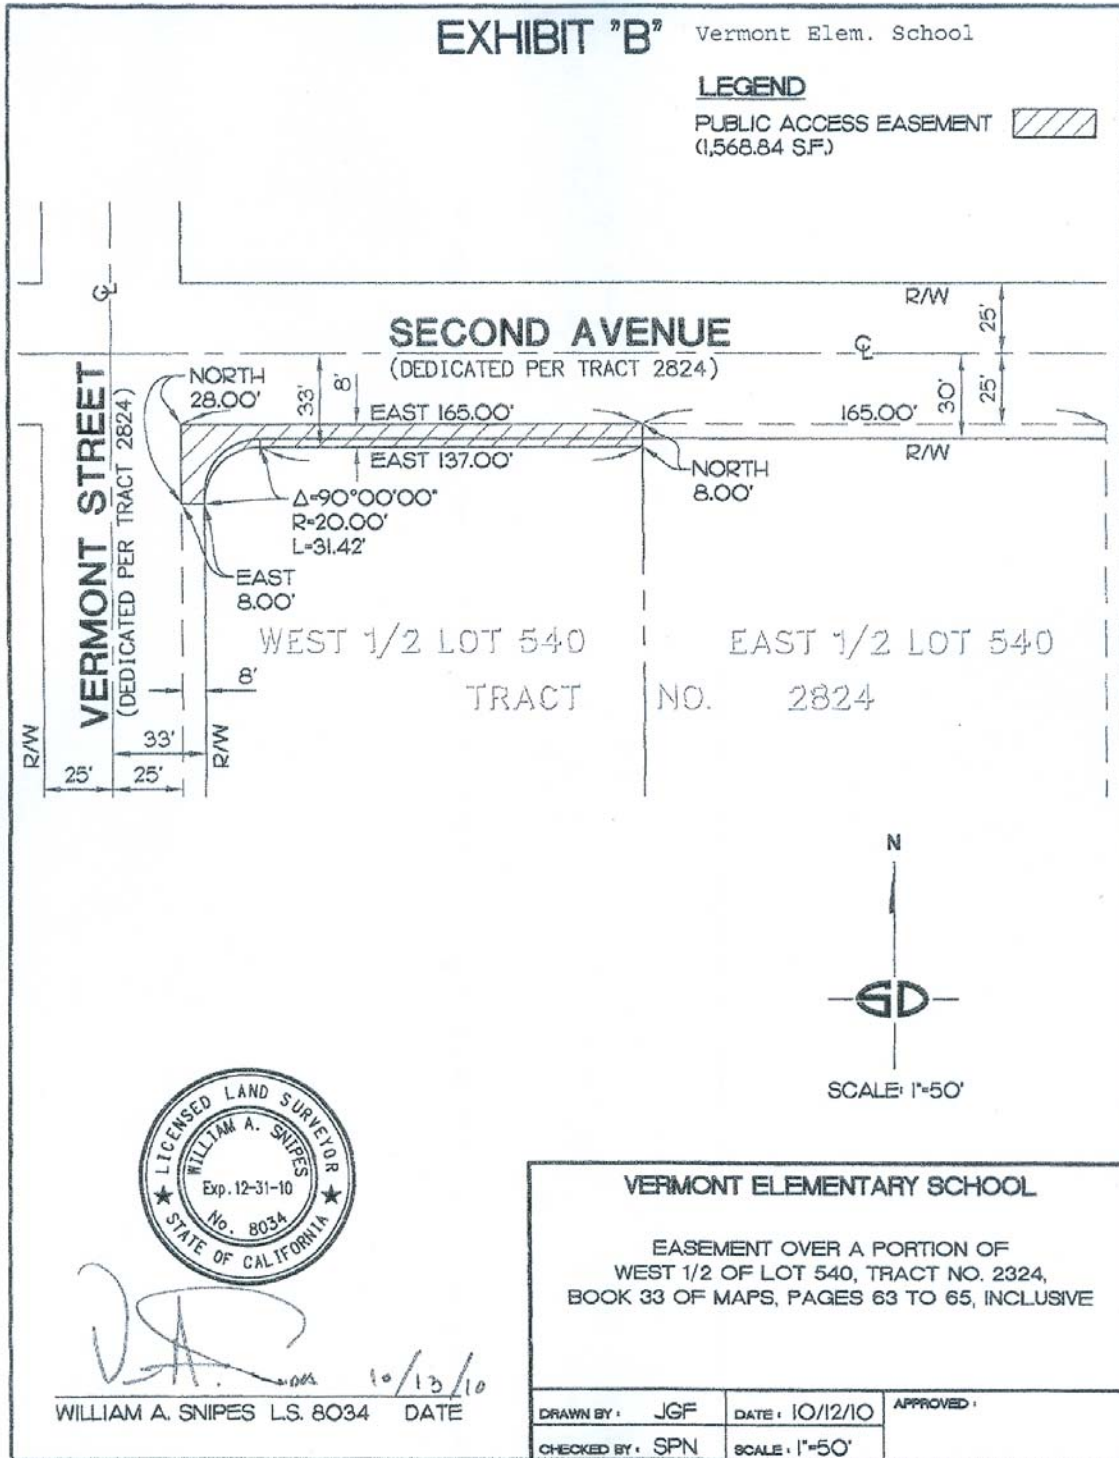 EXHIBIT "B" Vermont Elem. School
LEGEND
PUBLIC ACCESS EASEMENT
(1,568.84 S.F.)
R/W
25'
SECOND AVENUE
(DEDICATED PER TRACT 2824)
℄
℄
NORTH
28.00'
33'
8'
EAST 165.00'
165.00'
30'
25'
EAST 137.00'
R/W
NORTH
8.00'
Δ=90°00'00"
R=20.00'
L=31.42'
EAST
8.00'
VERMONT STREET
(DEDICATED PER TRACT 2824)
WEST 1/2 LOT 540
EAST 1/2 LOT 540
TRACT NO. 2824
8'
33'
R/W
R/W
25'
25'
N
SD
SCALE: 1"=50'
LICENSED LAND SURVEYOR
WILLIAM A. SNIPES
Exp. 12-31-10
No. 8034
STATE OF CALIFORNIA
10/13/10
WILLIAM A. SNIPES L.S. 8034 DATE
VERMONT ELEMENTARY SCHOOL
EASEMENT OVER A PORTION OF
WEST 1/2 OF LOT 540, TRACT NO. 2324,
BOOK 33 OF MAPS, PAGES 63 TO 65, INCLUSIVE
DRAWN BY: JGF DATE: 10/12/10 APPROVED:
CHECKED BY: SPN SCALE: 1"=50'